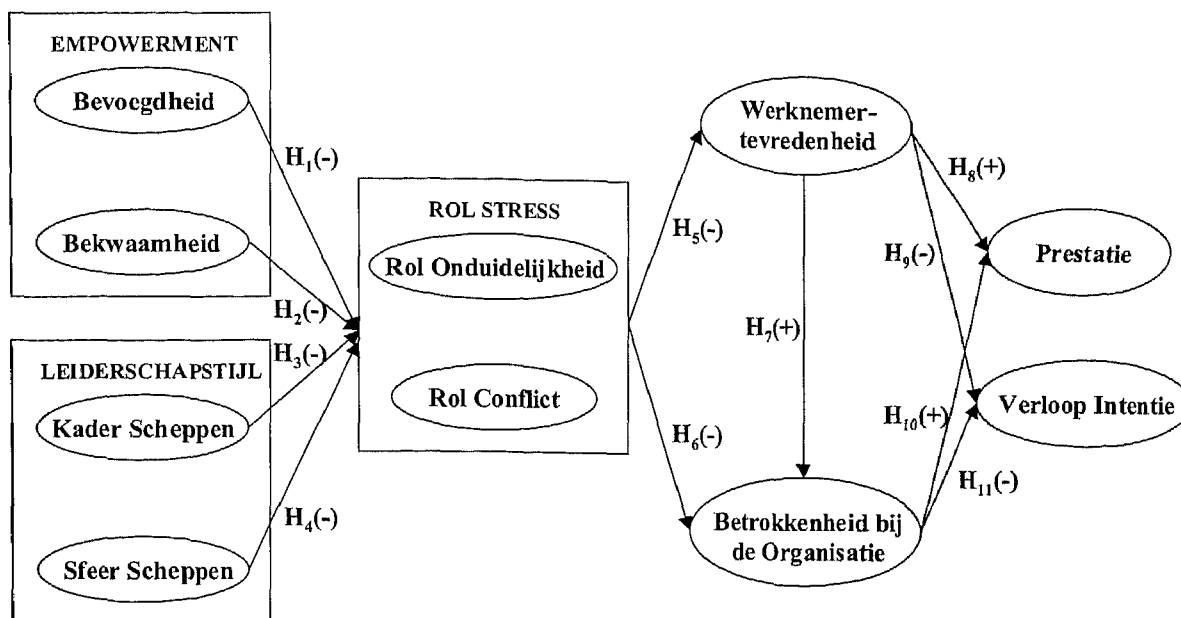 EMPOWERMENT
Bevoegdheid
Bekwaamheid
LEIDERSCHAPSTIJL
Kader Scheppen
Sfeer Scheppen
H₁(-)
H₂(-)
H₃(-)
H₄(-)
ROL STRESS
Rol Onduidelijkheid
Rol Conflict
H₅(-)
H₆(-)
Werknemer-
tevredenheid
H₇(+)
Betrokkenheid bij
de Organisatie
H₈(+)
H₉(-)
H₁₀(+)
H₁₁(-)
Prestatie
Verloop Intentie